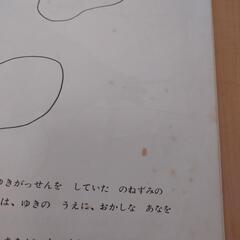 ゆきがっせんを していた のねずみの
は、ゆきの うえに、おかしな あなを